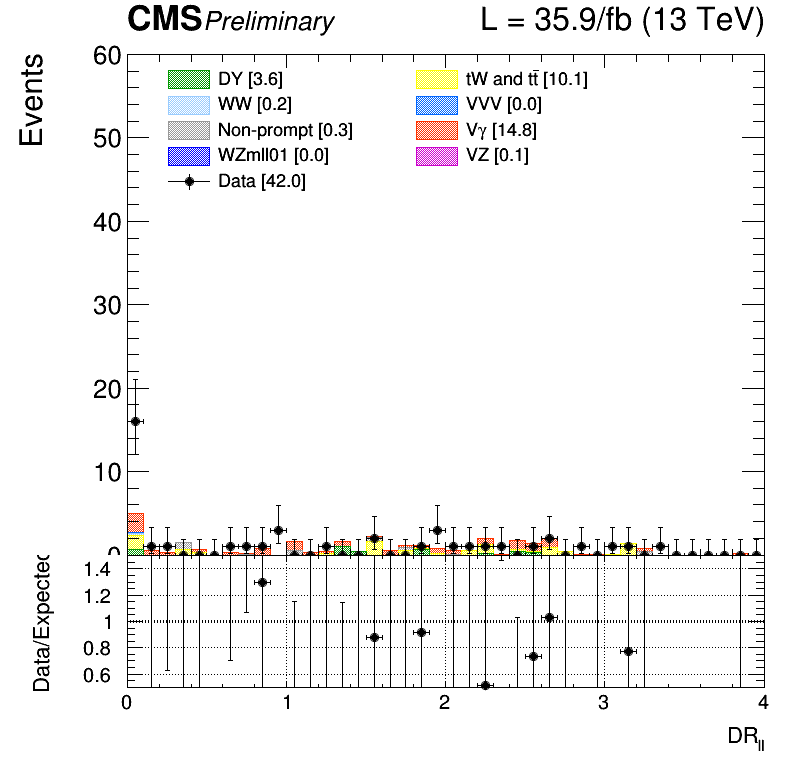 CMS Preliminary L = 35.9/fb (13 TeV)
Events
60
50
40
30
20
10
0
DY [3.6]
WW [0.2]
Non-prompt [0.3]
WZmll01 [0.0]
Data [42.0]
tW and tt̄ [10.1]
VVV [0.0]
Vγ [14.8]
VZ [0.1]
Data/Expected
1.4
1.2
1
0.8
0.6
0 1 2 3 4
DRll